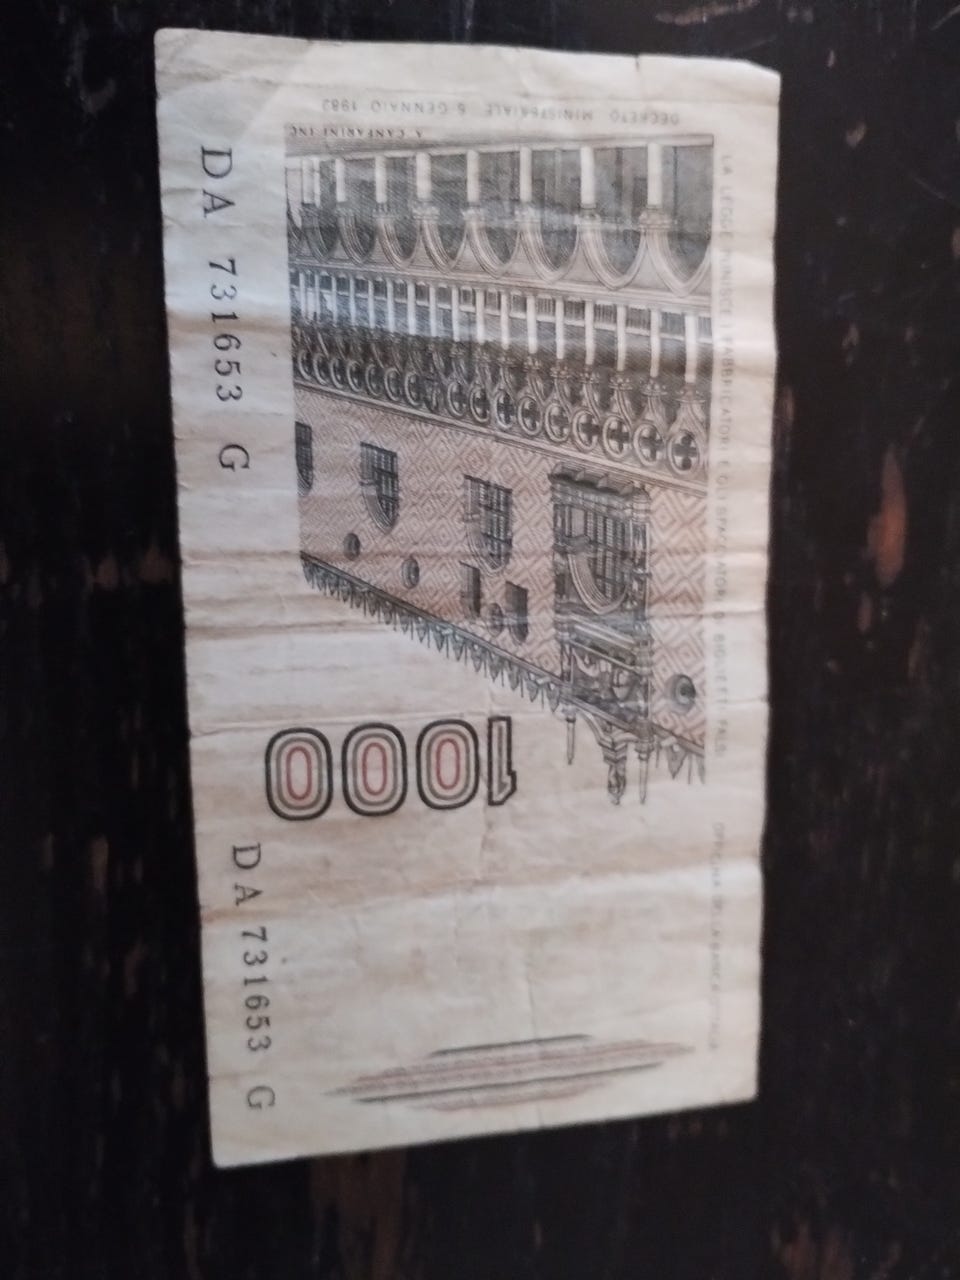 DA 731653 G
DECRETO MINISTERIALE 6 GENNAIO 1982
A. CANFARINI INC.
LA LEGGE PUNISCE I FABBRICATORI E GLI SPACCIATORI DI BIGLIETTI FALSI
OFFICINA DELLA BANCA D'ITALIA
1000
DA 731653 G